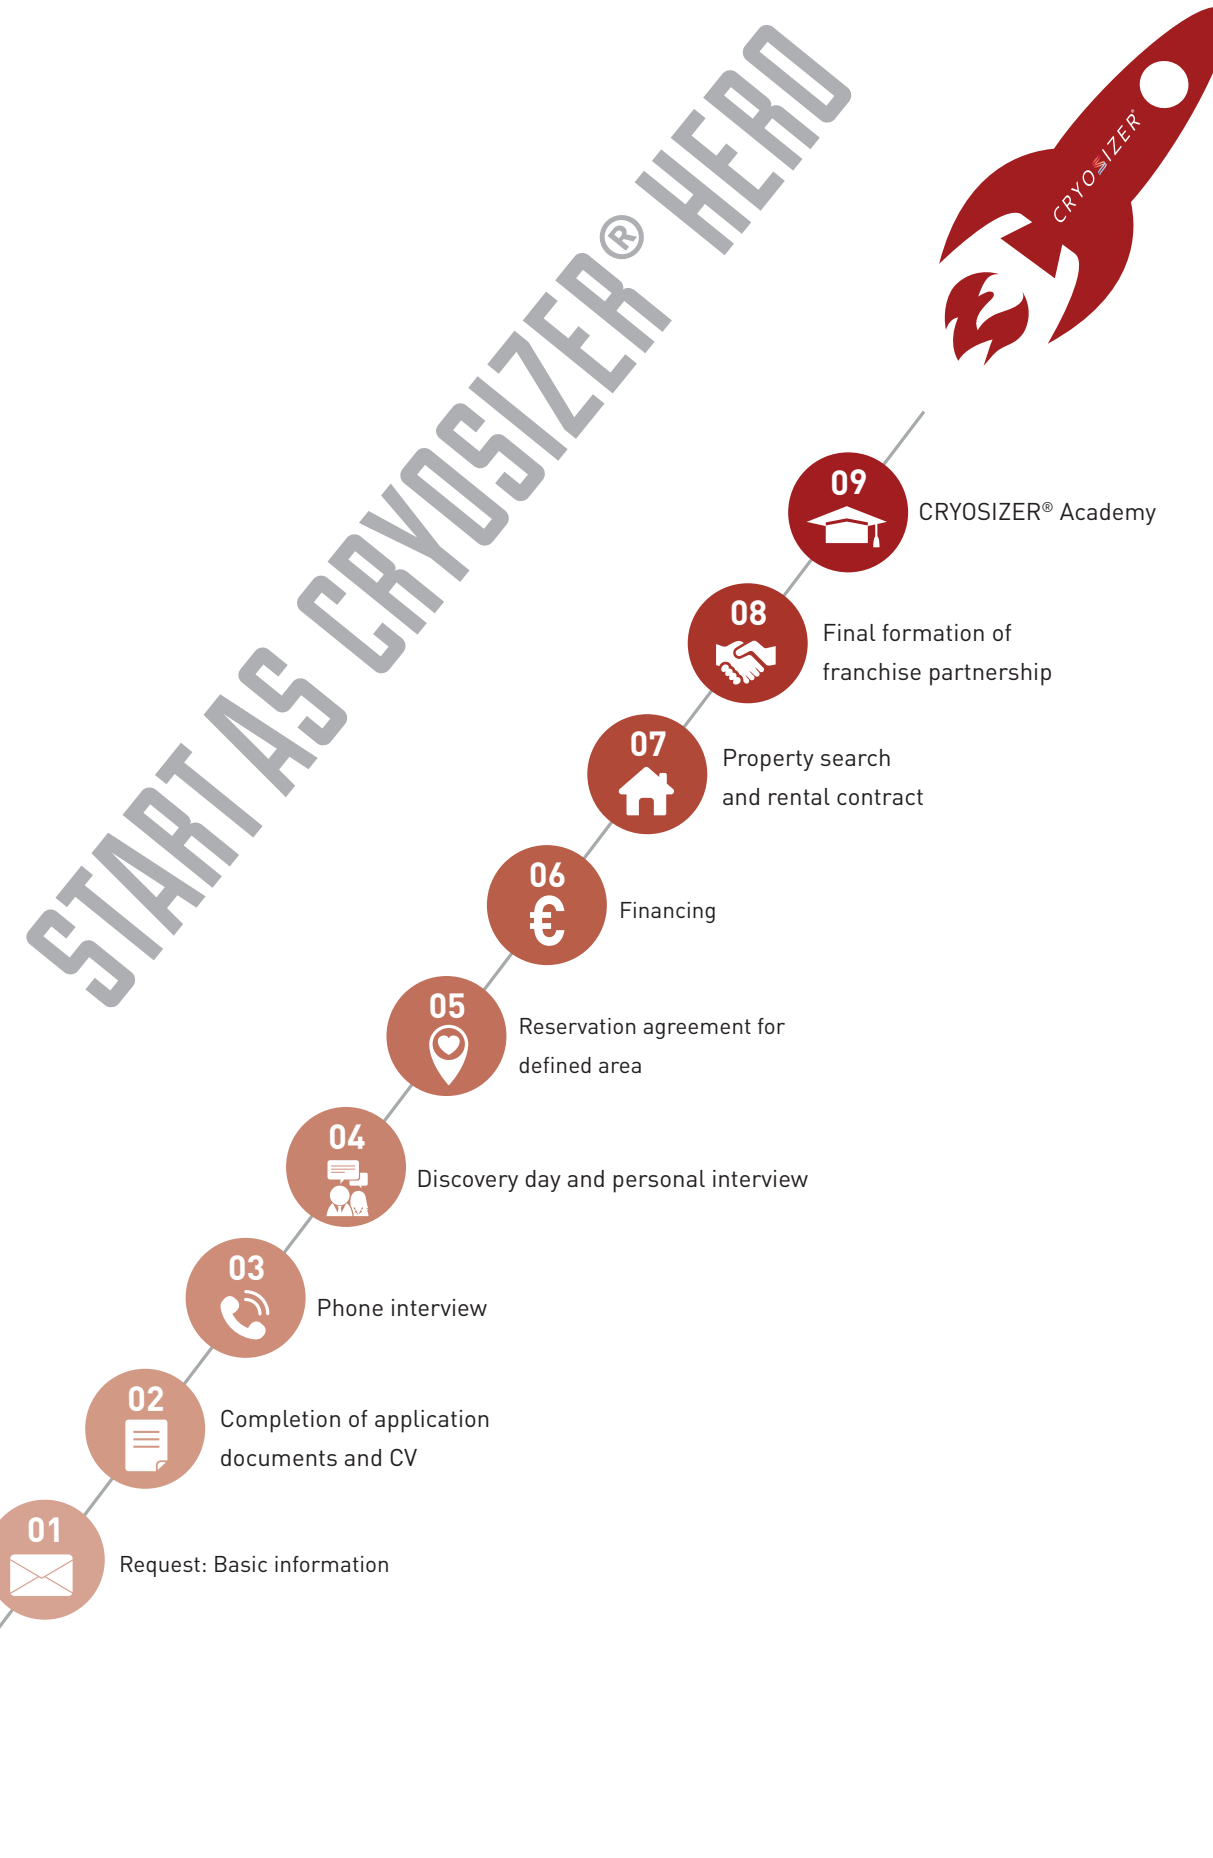 START AS CRYOSIZER® HERO
CRYOSIZER®
09
CRYOSIZER® Academy
08
Final formation of
franchise partnership
07
Property search
and rental contract
06
€
Financing
05
Reservation agreement for
defined area
04
Discovery day and personal interview
03
Phone interview
02
Completion of application
documents and CV
01
Request: Basic information